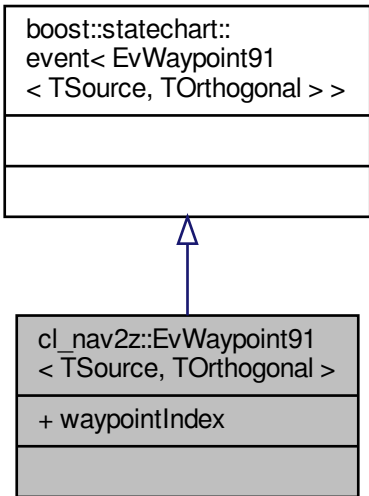 boost::statechart::
event< EvWaypoint91
< TSource, TOrthogonal > >
cl_nav2z::EvWaypoint91
< TSource, TOrthogonal >
+ waypointIndex